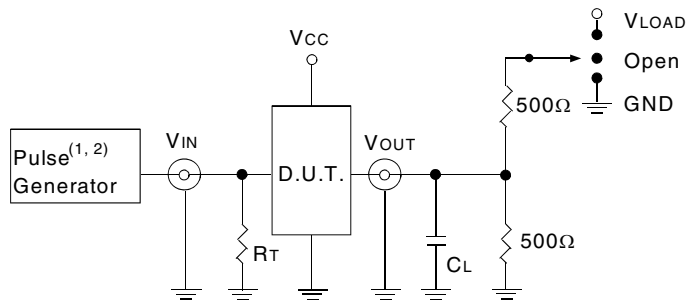 VLOAD
VCC
Open
500Ω
GND
VIN
VOUT
Pulse(1, 2)
Generator
D.U.T.
RT
CL
500Ω